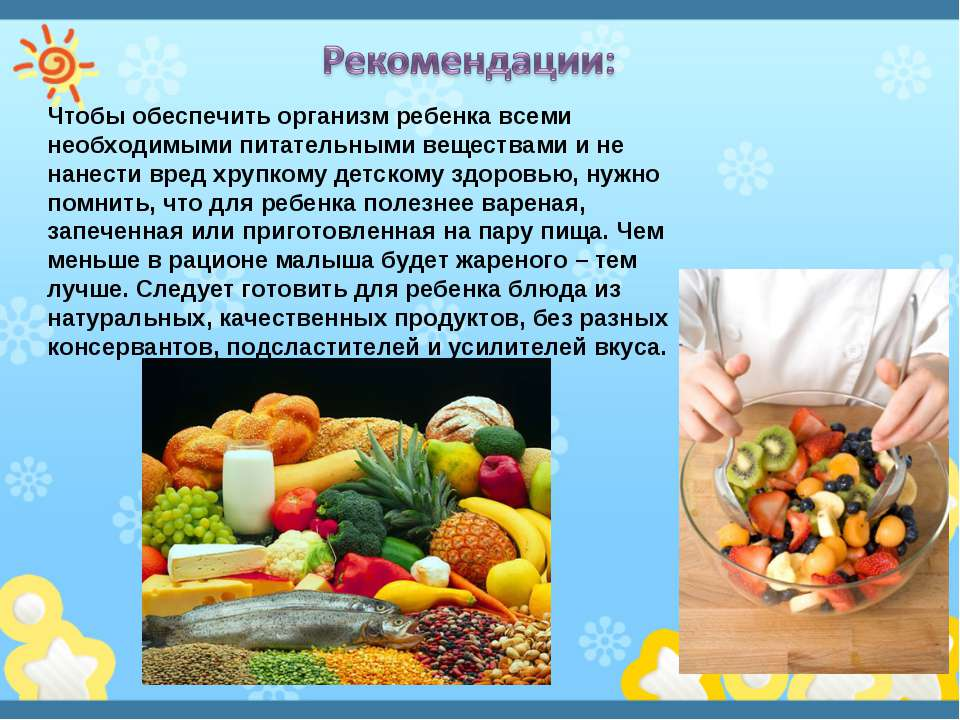 Рекомендации:
Чтобы обеспечить организм ребенка всеми
необходимыми питательными веществами и не
нанести вред хрупкому детскому здоровью, нужно
помнить, что для ребенка полезнее вареная,
запеченная или приготовленная на пару пища. Чем
меньше в рационе малыша будет жареного – тем
лучше. Следует готовить для ребенка блюда из
натуральных, качественных продуктов, без разных
консервантов, подсластителей и усилителей вкуса.